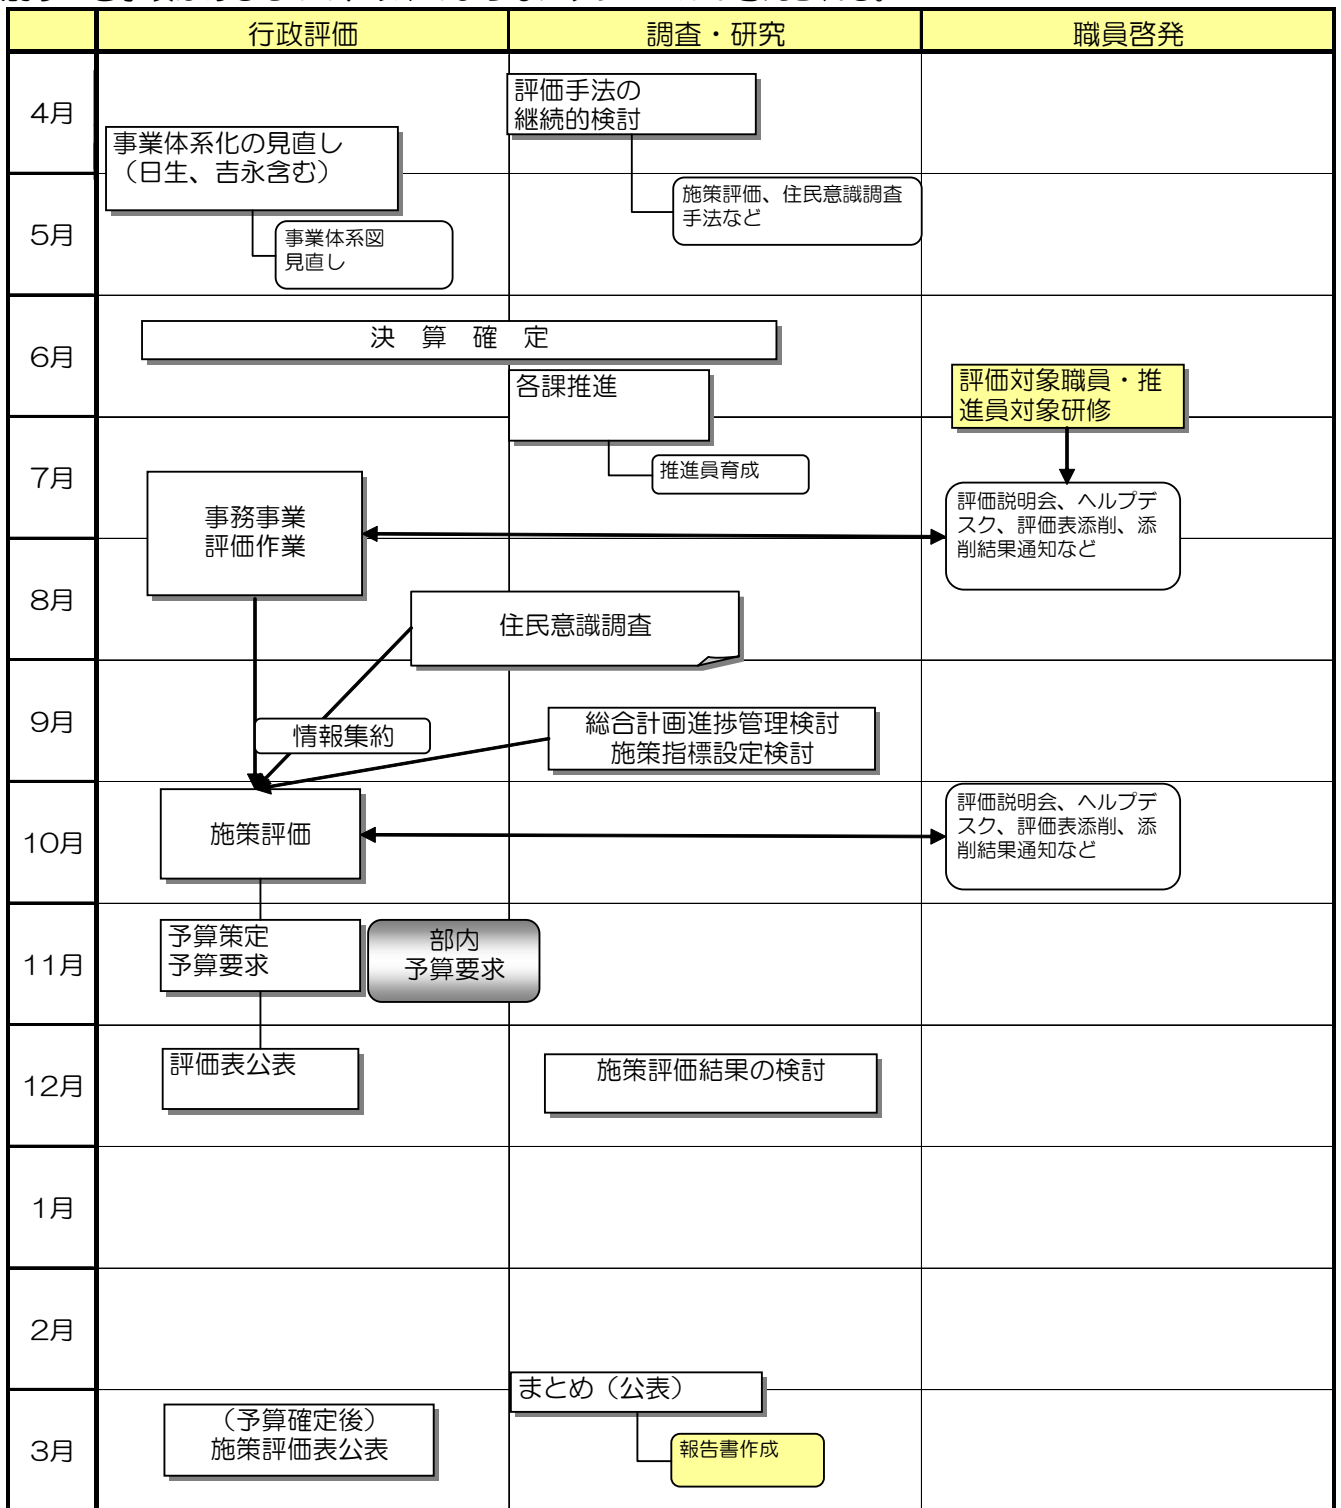 行政評価
調査・研究
職員啓発
4月
評価手法の
継続的検討
事業体系化の見直し
（日生、吉永含む）
施策評価、住民意識調査
手法など
5月
事業体系図
見直し
6月
決　算　確　定
各課推進
評価対象職員・推
進員対象研修
7月
推進員育成
事務事業
評価作業
評価説明会、ヘルプデ
スク、評価表添削、添
削結果通知など
8月
住民意識調査
9月
情報集約
総合計画進捗管理検討
施策指標設定検討
10月
施策評価
評価説明会、ヘルプデ
スク、評価表添削、添
削結果通知など
11月
予算策定
予算要求
部内
予算要求
12月
評価表公表
施策評価結果の検討
1月
2月
まとめ（公表）
3月
（予算確定後）
施策評価表公表
報告書作成